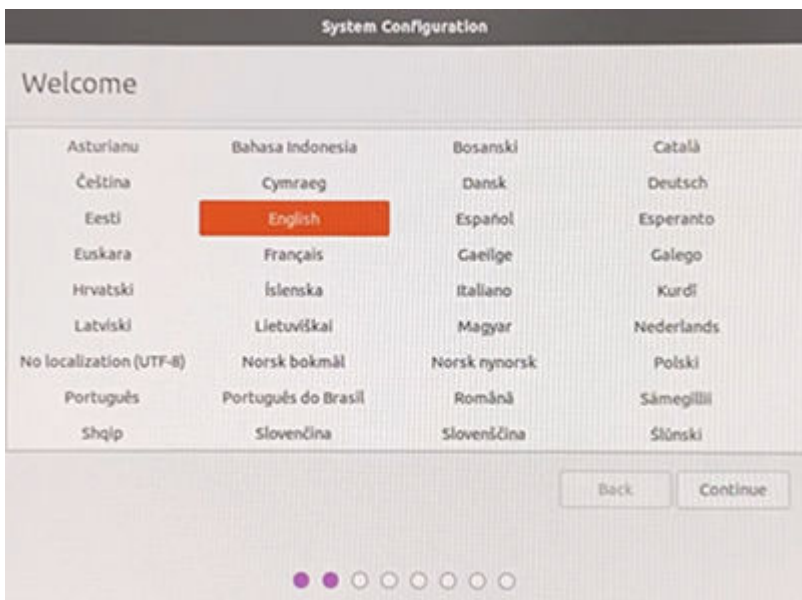 System Configuration
Welcome
Asturianu Bahasa Indonesia Bosanski Català
Čeština Cymraeg Dansk Deutsch
Eesti English Español Esperanto
Euskara Français Gaeilge Galego
Hrvatski Íslenska Italiano Kurdî
Latviski Lietuviškai Magyar Nederlands
No localization (UTF-8) Norsk bokmål Norsk nynorsk Polski
Português Português do Brasil Română Sámegillii
Shqip Slovenčina Slovenščina Ślůnski
Back Continue